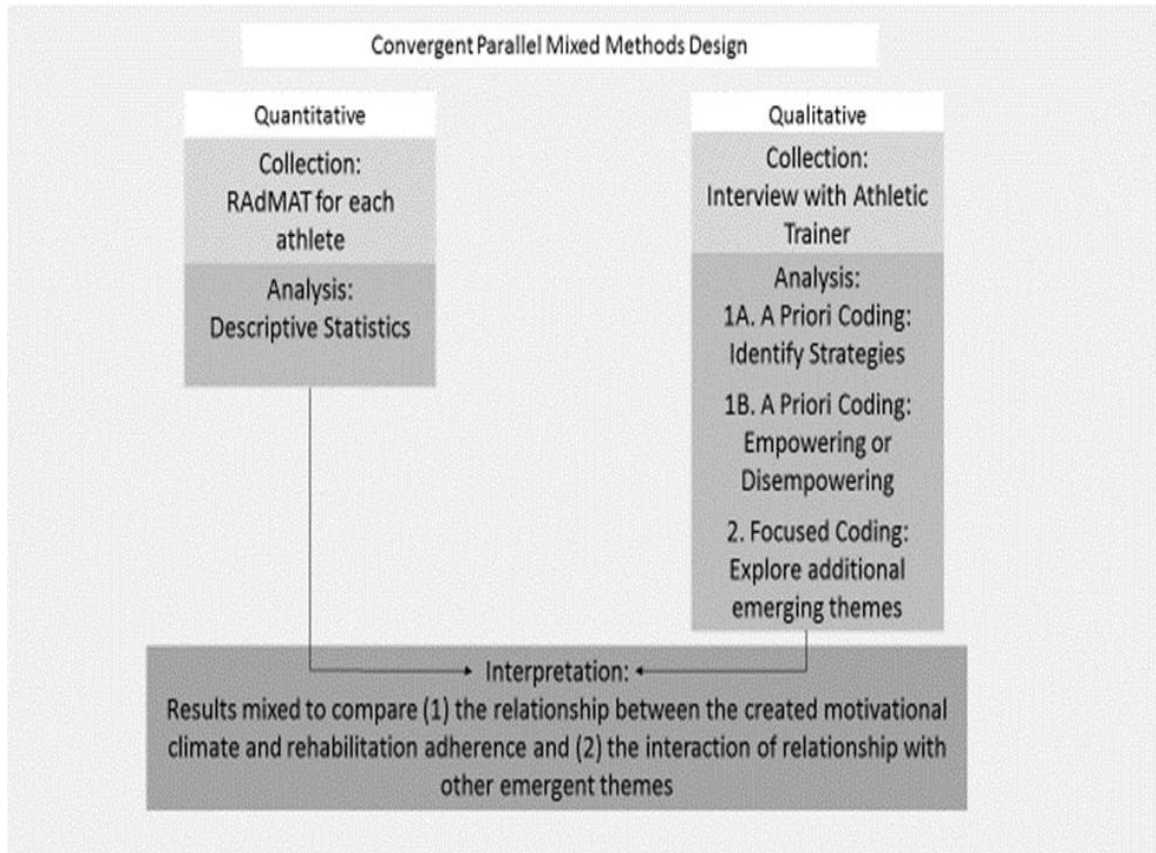 Convergent Parallel Mixed Methods Design
Quantitative
Collection:
RAdMAT for each
athlete
Analysis:
Descriptive Statistics
Qualitative
Collection:
Interview with Athletic
Trainer
Analysis:
1A. A Priori Coding:
Identify Strategies
1B. A Priori Coding:
Empowering or
Disempowering
2. Focused Coding:
Explore additional
emerging themes
Interpretation:
Results mixed to compare (1) the relationship between the created motivational
climate and rehabilitation adherence and (2) the interaction of relationship with
other emergent themes